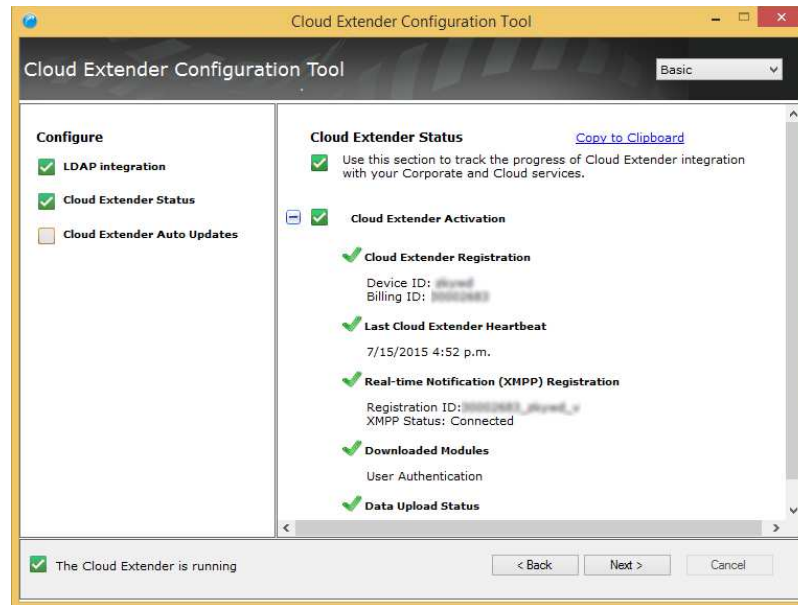 Cloud Extender Configuration Tool
Cloud Extender Configuration Tool
Basic
Configure
LDAP integration
Cloud Extender Status
Cloud Extender Auto Updates
Cloud Extender Status
Copy to Clipboard
Use this section to track the progress of Cloud Extender integration
with your Corporate and Cloud services.
Cloud Extender Activation
Cloud Extender Registration
Device ID:
Billing ID:
Last Cloud Extender Heartbeat
7/15/2015 4:52 p.m.
Real-time Notification (XMPP) Registration
Registration ID:
XMPP Status: Connected
Downloaded Modules
User Authentication
Data Upload Status
The Cloud Extender is running
< Back
Next >
Cancel